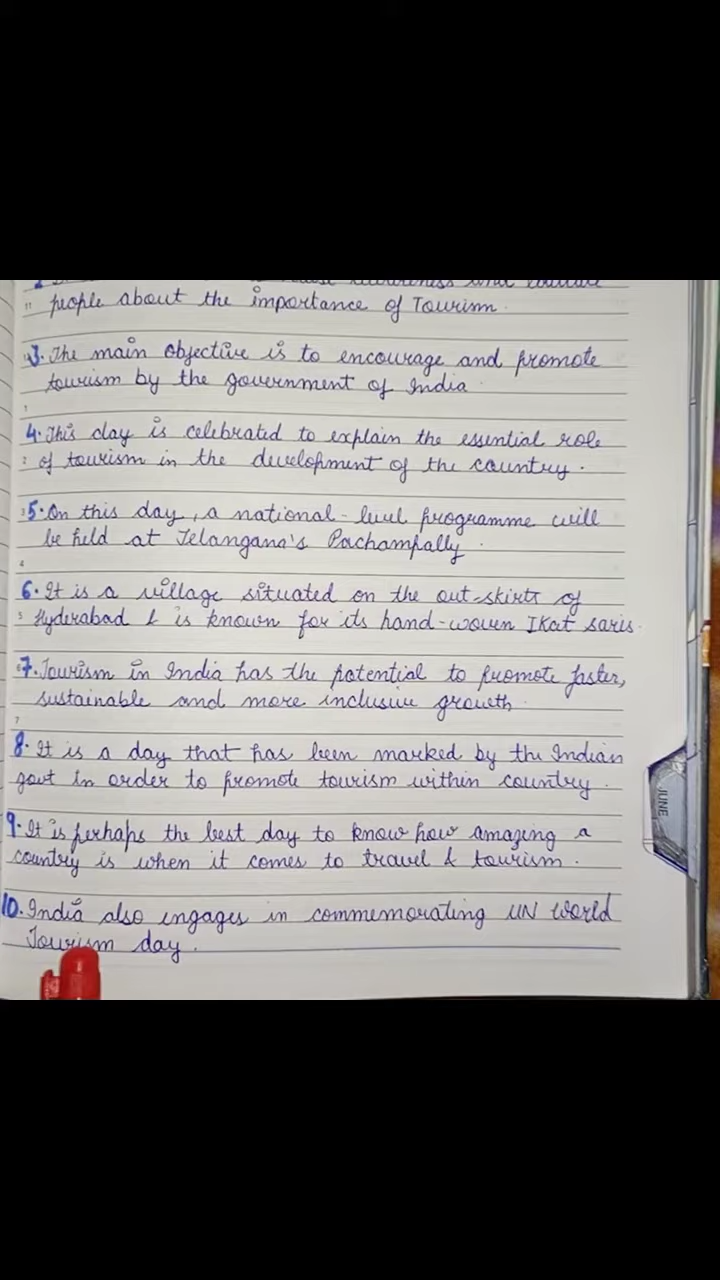 people about the importance of Tourism.
3. The main objective is to encourage and promote
tourism by the government of India.
4. This day is celebrated to explain the essential role
of tourism in the development of the country.
5. On this day, a national-level programme will
be held at Telangana's Pochampally.
6. It is a village situated on the out-skirts of
Hyderabad & is known for its hand-woven IKat saris.
7. Tourism in India has the potential to promote faster,
sustainable and more inclusive growth.
8. It is a day that has been marked by the Indian
govt in order to promote tourism within country.
9. It is perhaps the best day to know how amazing a
country is when it comes to travel & tourism.
10. India also engages in commemorating UN World
Tourism day.
JUNE